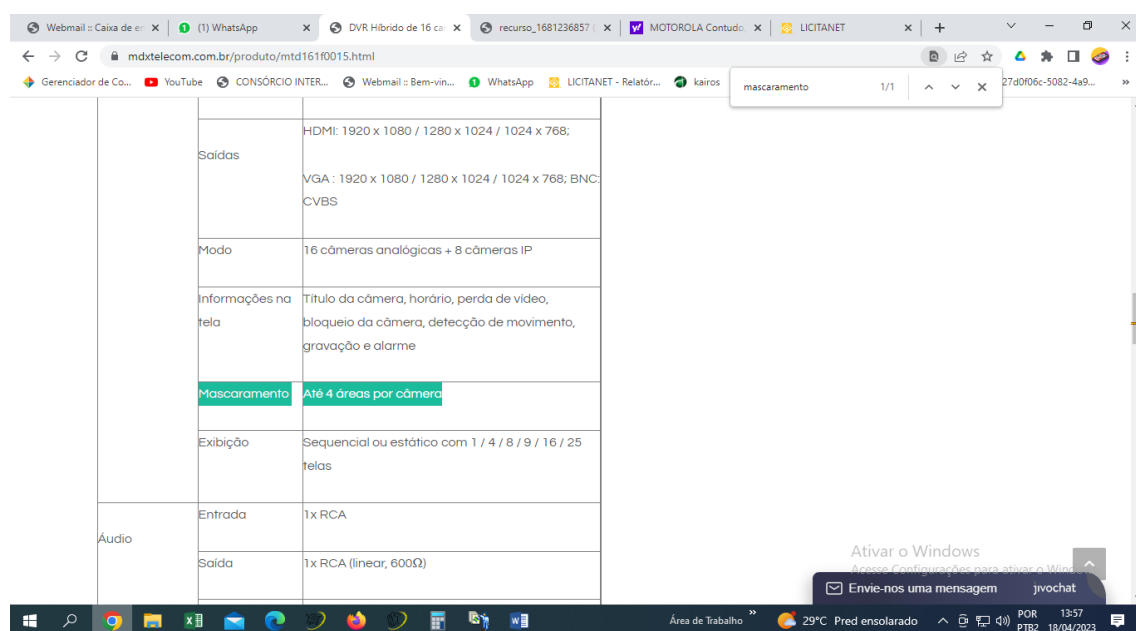 Webmail :: Caixa de er
(1) WhatsApp
DVR Híbrido de 16 ca
recurso_1681236857 (
MOTOROLA Contudo,
LICITANET
mdxtelecom.com.br/produto/mtd161f0015.html
Gerenciador de Co...
YouTube
CONSÓRCIO INTER...
Webmail :: Bem-vin...
WhatsApp
LICITANET - Relatór...
kairos
27d0f06c-5082-4a9...
mascaramento
1/1
Saídas
HDMI: 1920 x 1080 / 1280 x 1024 / 1024 x 768;
VGA : 1920 x 1080 / 1280 x 1024 / 1024 x 768; BNC:
CVBS
Modo
16 câmeras analógicas + 8 câmeras IP
Informações na
tela
Título da câmera, horário, perda de vídeo,
bloqueio da câmera, detecção de movimento,
gravação e alarme
Mascaramento
Até 4 áreas por câmera
Exibição
Sequencial ou estático com 1 / 4 / 8 / 9 / 16 / 25
telas
Áudio
Entrada
1x RCA
Saída
1x RCA (linear, 600Ω)
Ativar o Windows
Acesse Configurações para ativar o Wind
Envie-nos uma mensagem
jivochat
Área de Trabalho
29°C Pred ensolarado
POR
PTB2
13:57
18/04/2023